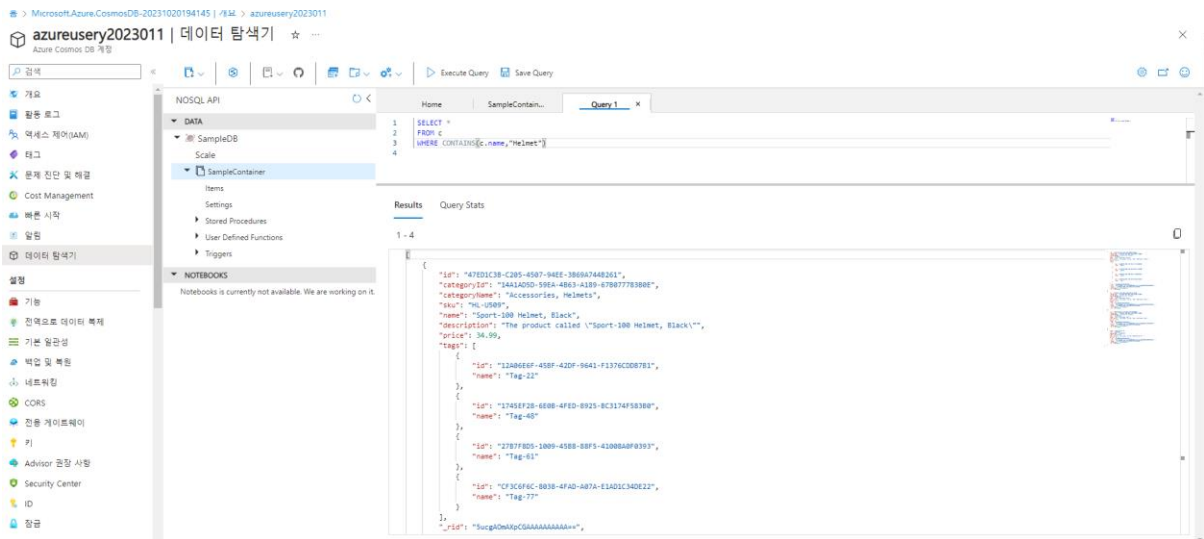 홈 > Microsoft.Azure.CosmosDB-20231020194145 | 개요 > azureusery2023011
azureusery2023011 | 데이터 탐색기 ☆ ···
Azure Cosmos DB 계정
검색
개요
활동 로그
액세스 제어(IAM)
태그
문제 진단 및 해결
Cost Management
빠른 시작
알림
데이터 탐색기
설정
기능
전역으로 데이터 복제
기본 일관성
백업 및 복원
네트워킹
CORS
전용 게이트웨이
키
Advisor 권장 사항
Security Center
ID
잠금
Execute Query
Save Query
NOSQL API
DATA
SampleDB
Scale
SampleContainer
Items
Settings
Stored Procedures
User Defined Functions
Triggers
NOTEBOOKS
Notebooks is currently not available. We are working on it.
Home
SampleContain...
Query 1
1 SELECT *
2 FROM c
3 WHERE CONTAINS(c.name,"Helmet")
4
Results
Query Stats
1 - 4
[
{
"id": "47ED1C3B-C205-4507-94EE-3B69A744B261",
"categoryId": "14A1AD5D-59EA-4B63-A189-67B077783B0E",
"categoryName": "Accessories, Helmets",
"sku": "HL-U509",
"name": "Sport-100 Helmet, Black",
"description": "The product called \"Sport-100 Helmet, Black\"",
"price": 34.99,
"tags": [
{
"id": "12A06E6F-45BF-42DF-9641-F1376CDDB7B1",
"name": "Tag-22"
},
{
"id": "1745EF28-6E0B-4FED-8925-BC3174F583B0",
"name": "Tag-48"
},
{
"id": "27B7F8D5-1009-45B8-88F5-41008A0F0393",
"name": "Tag-61"
},
{
"id": "CF3C6F6C-803B-4FAD-A07A-E1AD1C34DE22",
"name": "Tag-77"
}
],
"_rid": "5ucgAOmAXpCGAAAAAAAAAA==",